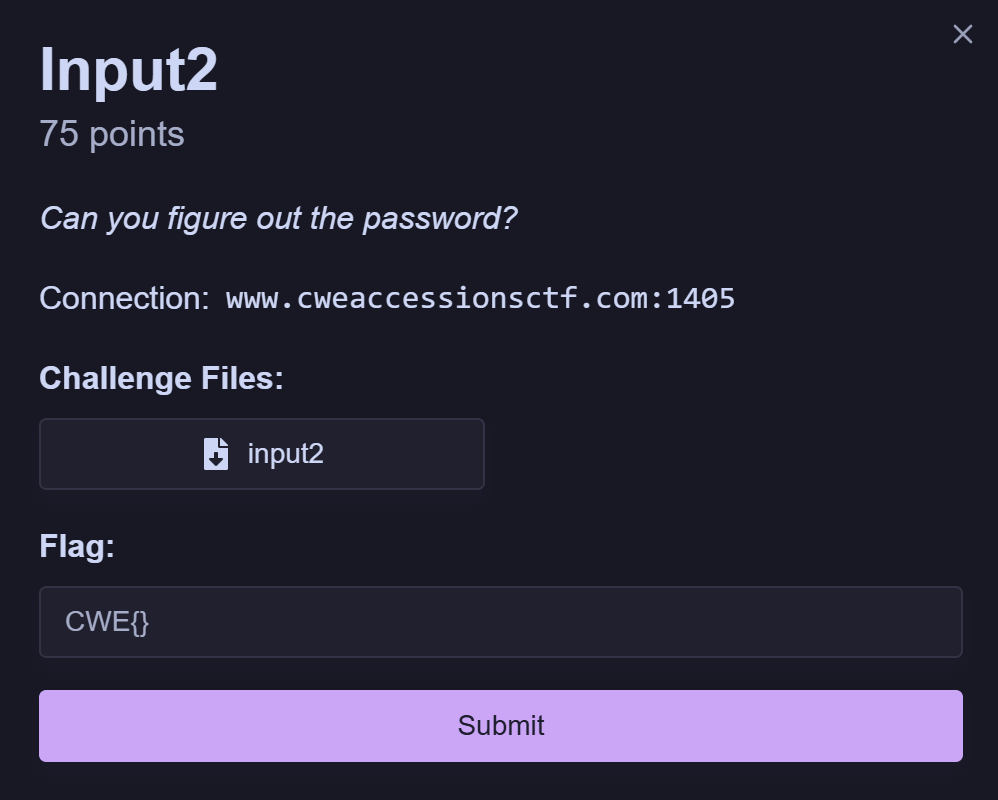 Input2
75 points
Can you figure out the password?
Connection: www.cweaccessionsctf.com:1405
Challenge Files:
input2
Flag:
CWE{}
Submit